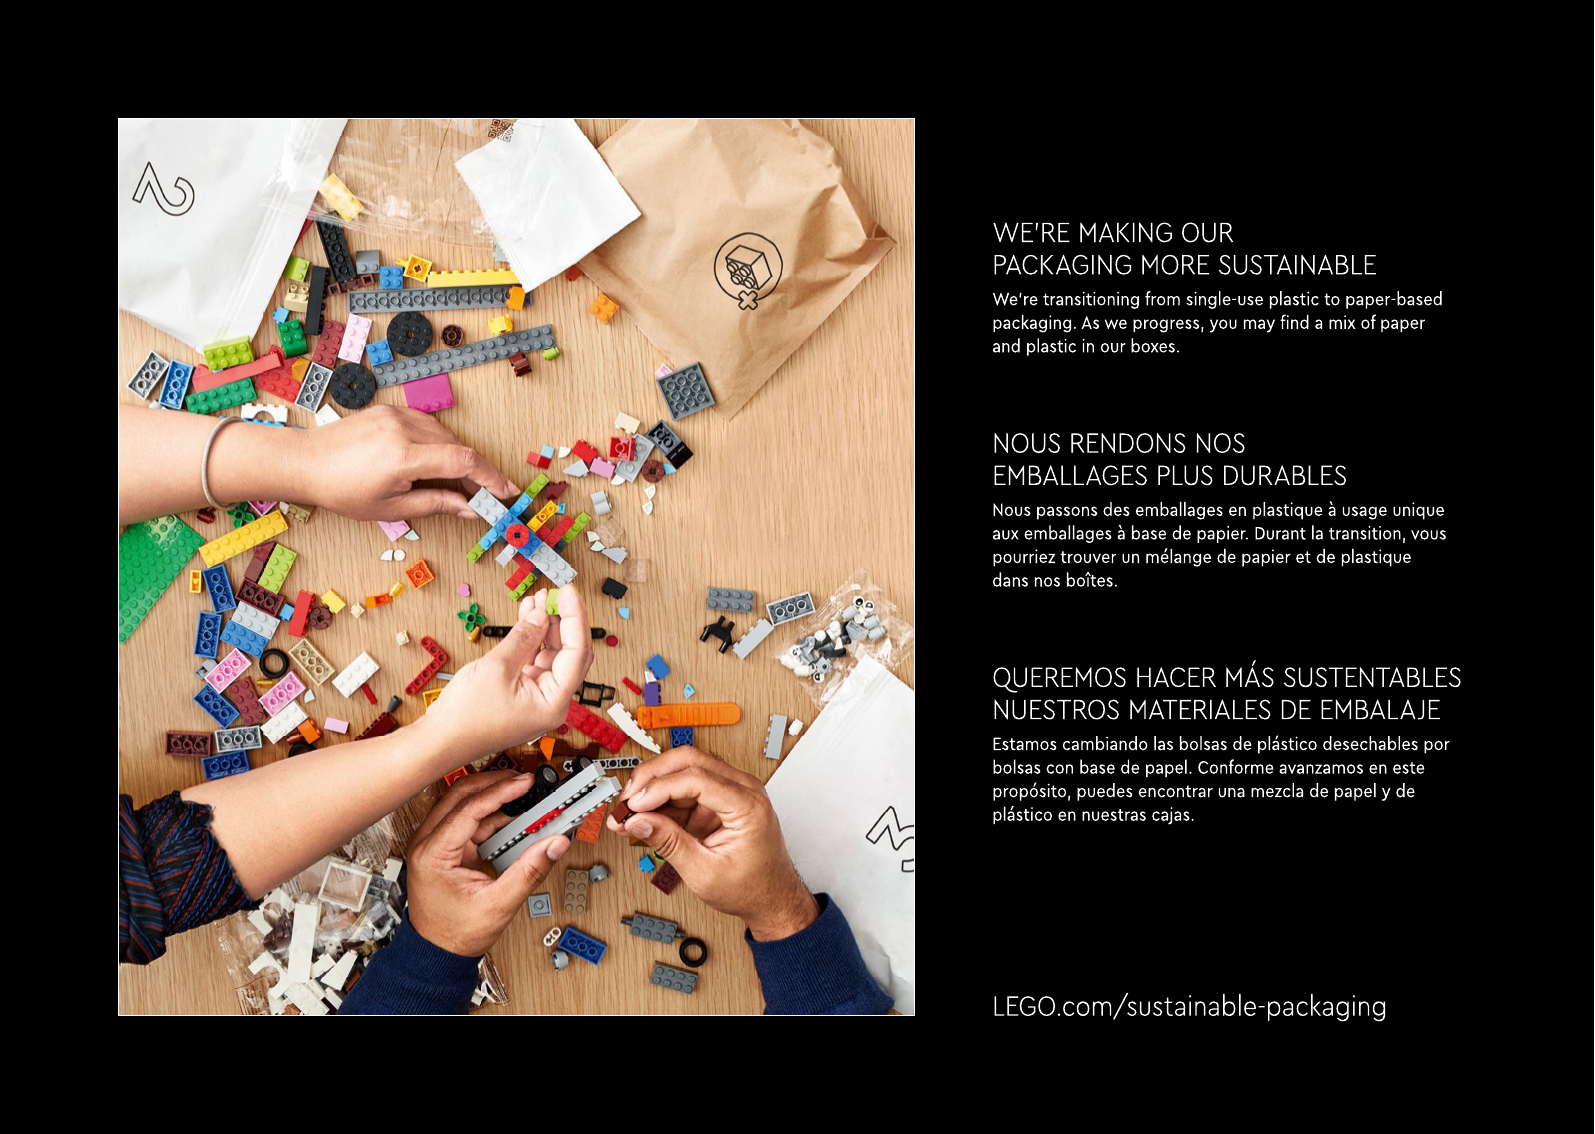 2
3
WE'RE MAKING OUR
PACKAGING MORE SUSTAINABLE
We're transitioning from single-use plastic to paper-based
packaging. As we progress, you may find a mix of paper
and plastic in our boxes.
NOUS RENDONS NOS
EMBALLAGES PLUS DURABLES
Nous passons des emballages en plastique à usage unique
aux emballages à base de papier. Durant la transition, vous
pourriez trouver un mélange de papier et de plastique
dans nos boîtes.
QUEREMOS HACER MÁS SUSTENTABLES
NUESTROS MATERIALES DE EMBALAJE
Estamos cambiando las bolsas de plástico desechables por
bolsas con base de papel. Conforme avanzamos en este
propósito, puedes encontrar una mezcla de papel y de
plástico en nuestras cajas.
LEGO.com/sustainable-packaging